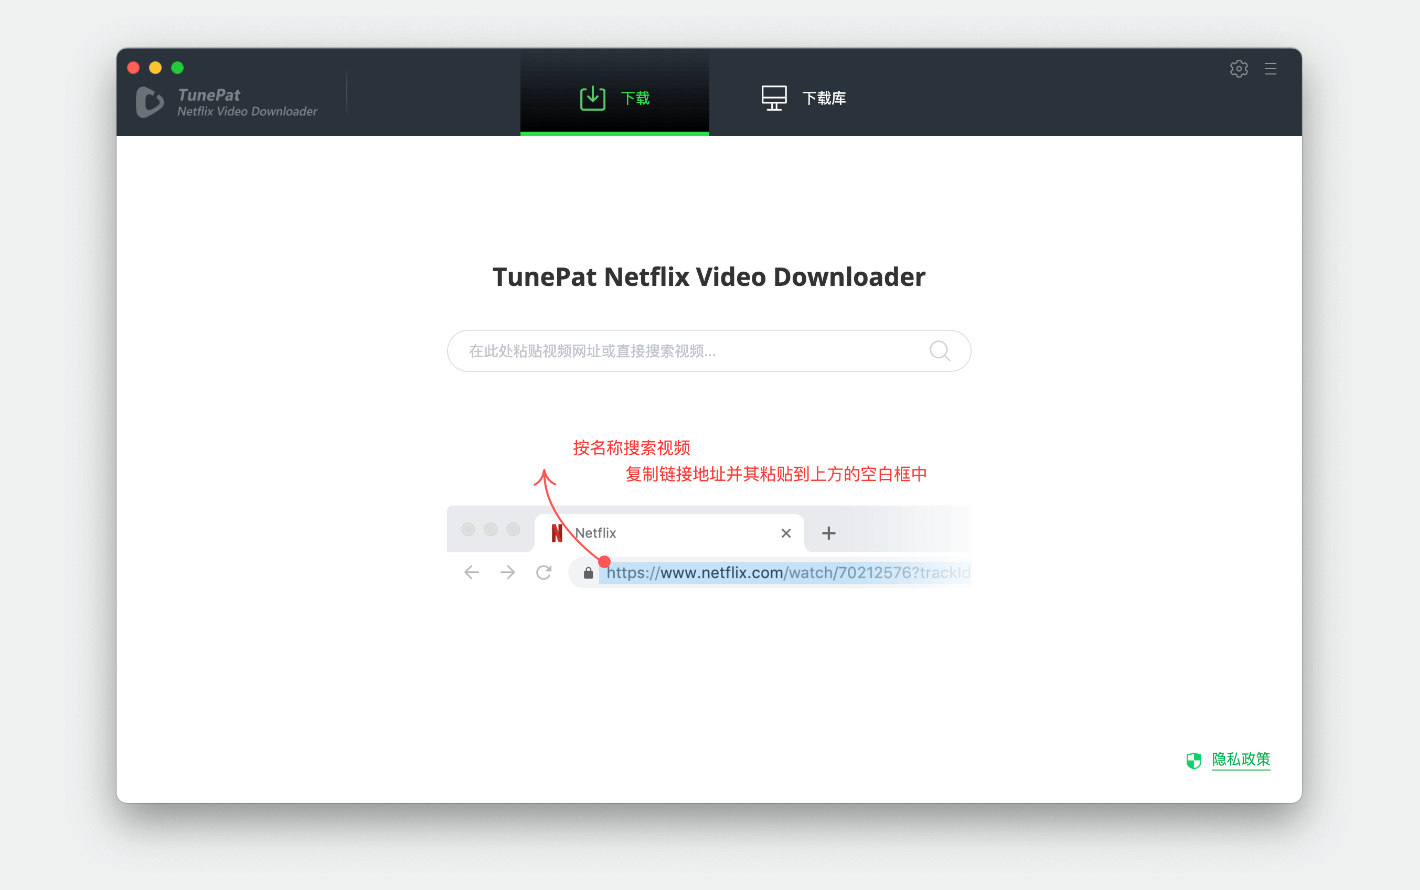 TunePat
Netflix Video Downloader
下载
下载库
TunePat Netflix Video Downloader
在此处粘贴视频网址或直接搜索视频...
按名称搜索视频
复制链接地址并其粘贴到上方的空白框中
Netflix
https://www.netflix.com/watch/70212576?trackId
隐私政策